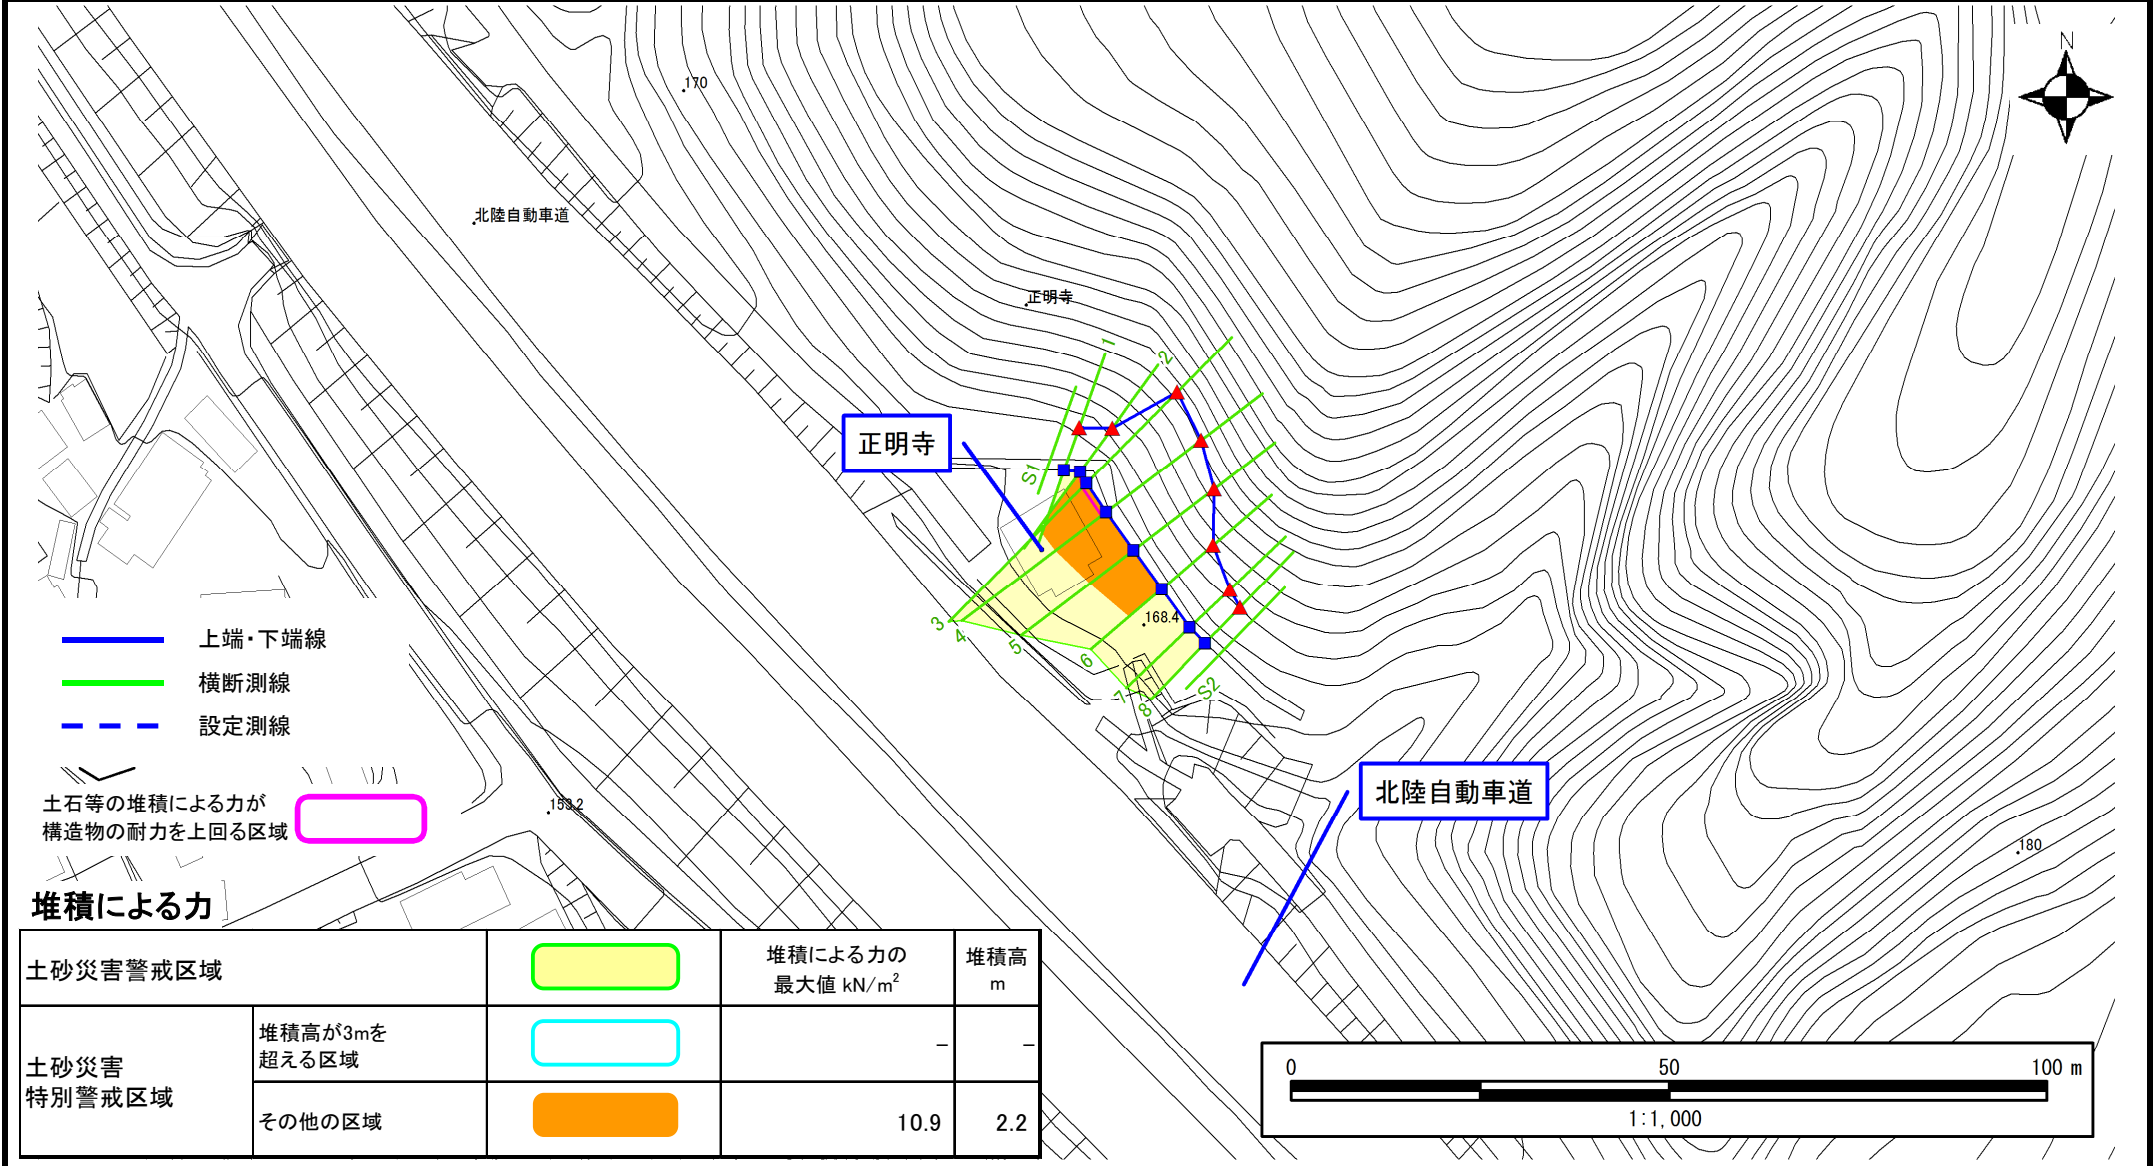 N
170
北陸自動車道
正明寺
1
2
正明寺
S1
3
4
5
6
7
8
S2
168.4
上端・下端線
横断測線
設定測線
土石等の堆積による力が
構造物の耐力を上回る区域
153.2
北陸自動車道
180
堆積による力
土砂災害警戒区域
堆積による力の
最大値 kN/m²
堆積高
m
土砂災害
特別警戒区域
堆積高が3mを
超える区域
− −
その他の区域
10.9 2.2
0 50 100 m
1:1,000